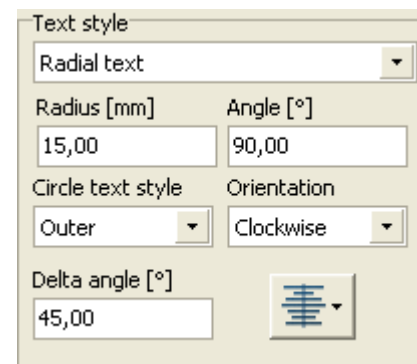 Text style
Radial text
Radius [mm] Angle [°]
15,00 90,00
Circle text style Orientation
Outer Clockwise
Delta angle [°]
45,00